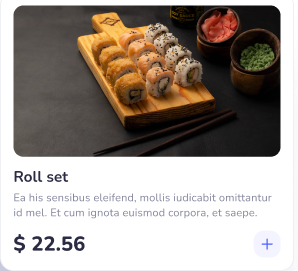 Roll set
Ea his sensibus eleifend, mollis iudicabit omittantur
id mel. Et cum ignota euismod corpora, et saepe.
$ 22.56